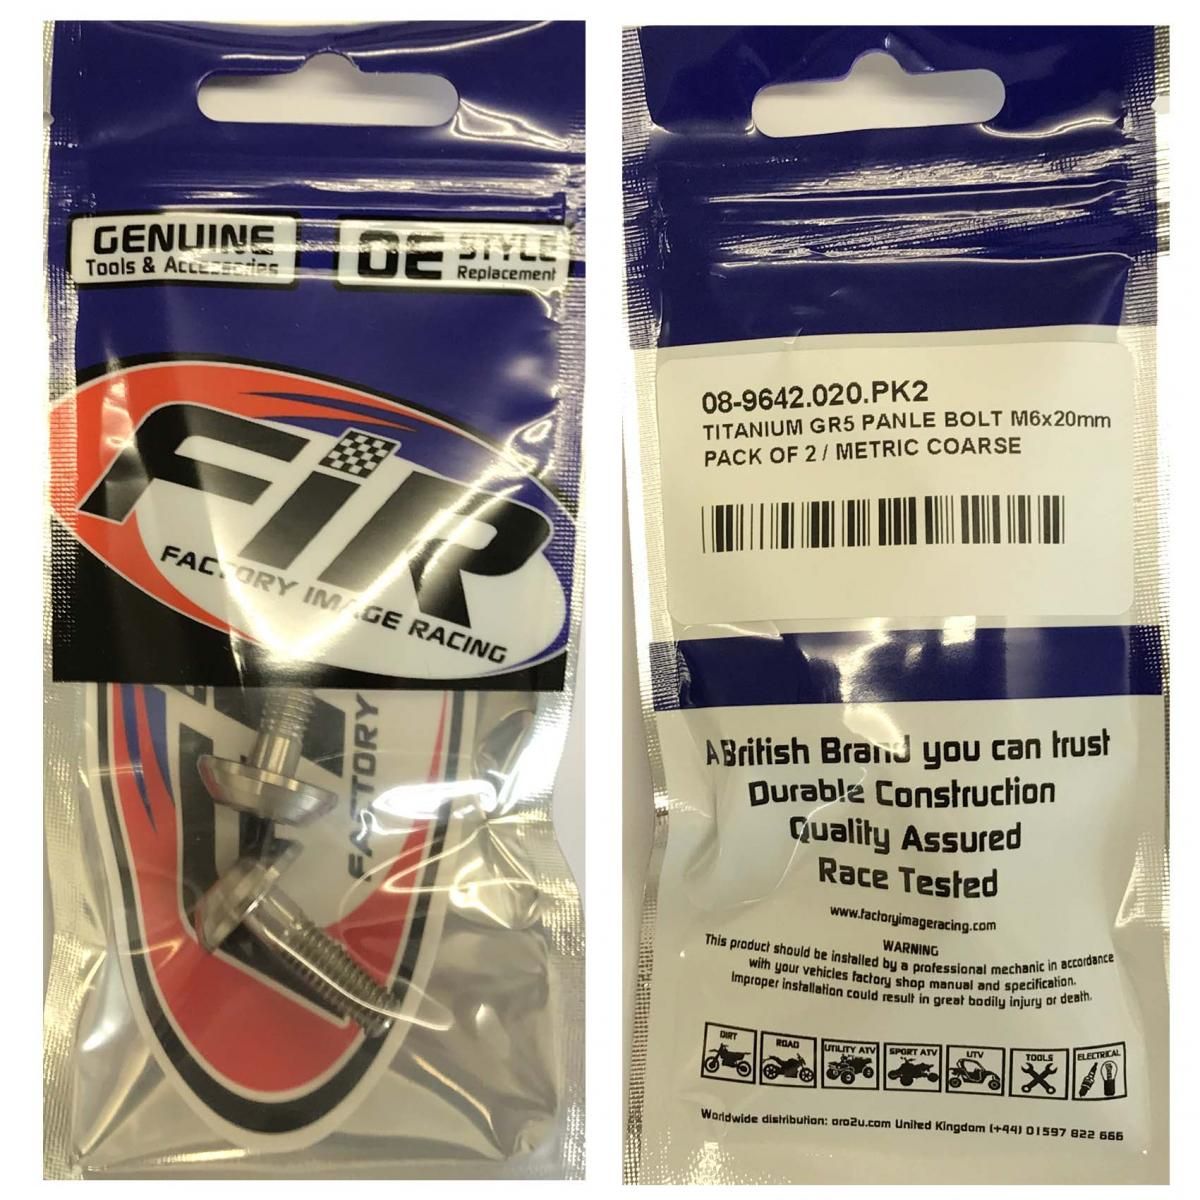 GENUINE
Tools & Accessories
OE STYLE
Replacement
FiR
FACTORY IMAGE RACING
FACTORY
08-9642.020.PK2
TITANIUM GR5 PANLE BOLT M6x20mm
PACK OF 2 / METRIC COARSE
A British Brand you can trust
Durable Construction
Quality Assured
Race Tested
www.factoryimageracing.com
WARNING
This product should be installed by a professional mechanic in accordance
with your vehicles factory shop manual and specification.
Improper installation could result in great bodily injury or death.
DIRT
ROAD
UTILITY ATV
SPORT ATV
UTV
TOOLS
ELECTRICAL
Worldwide distribution: oro2u.com United Kingdom (+44) 01597 822 666